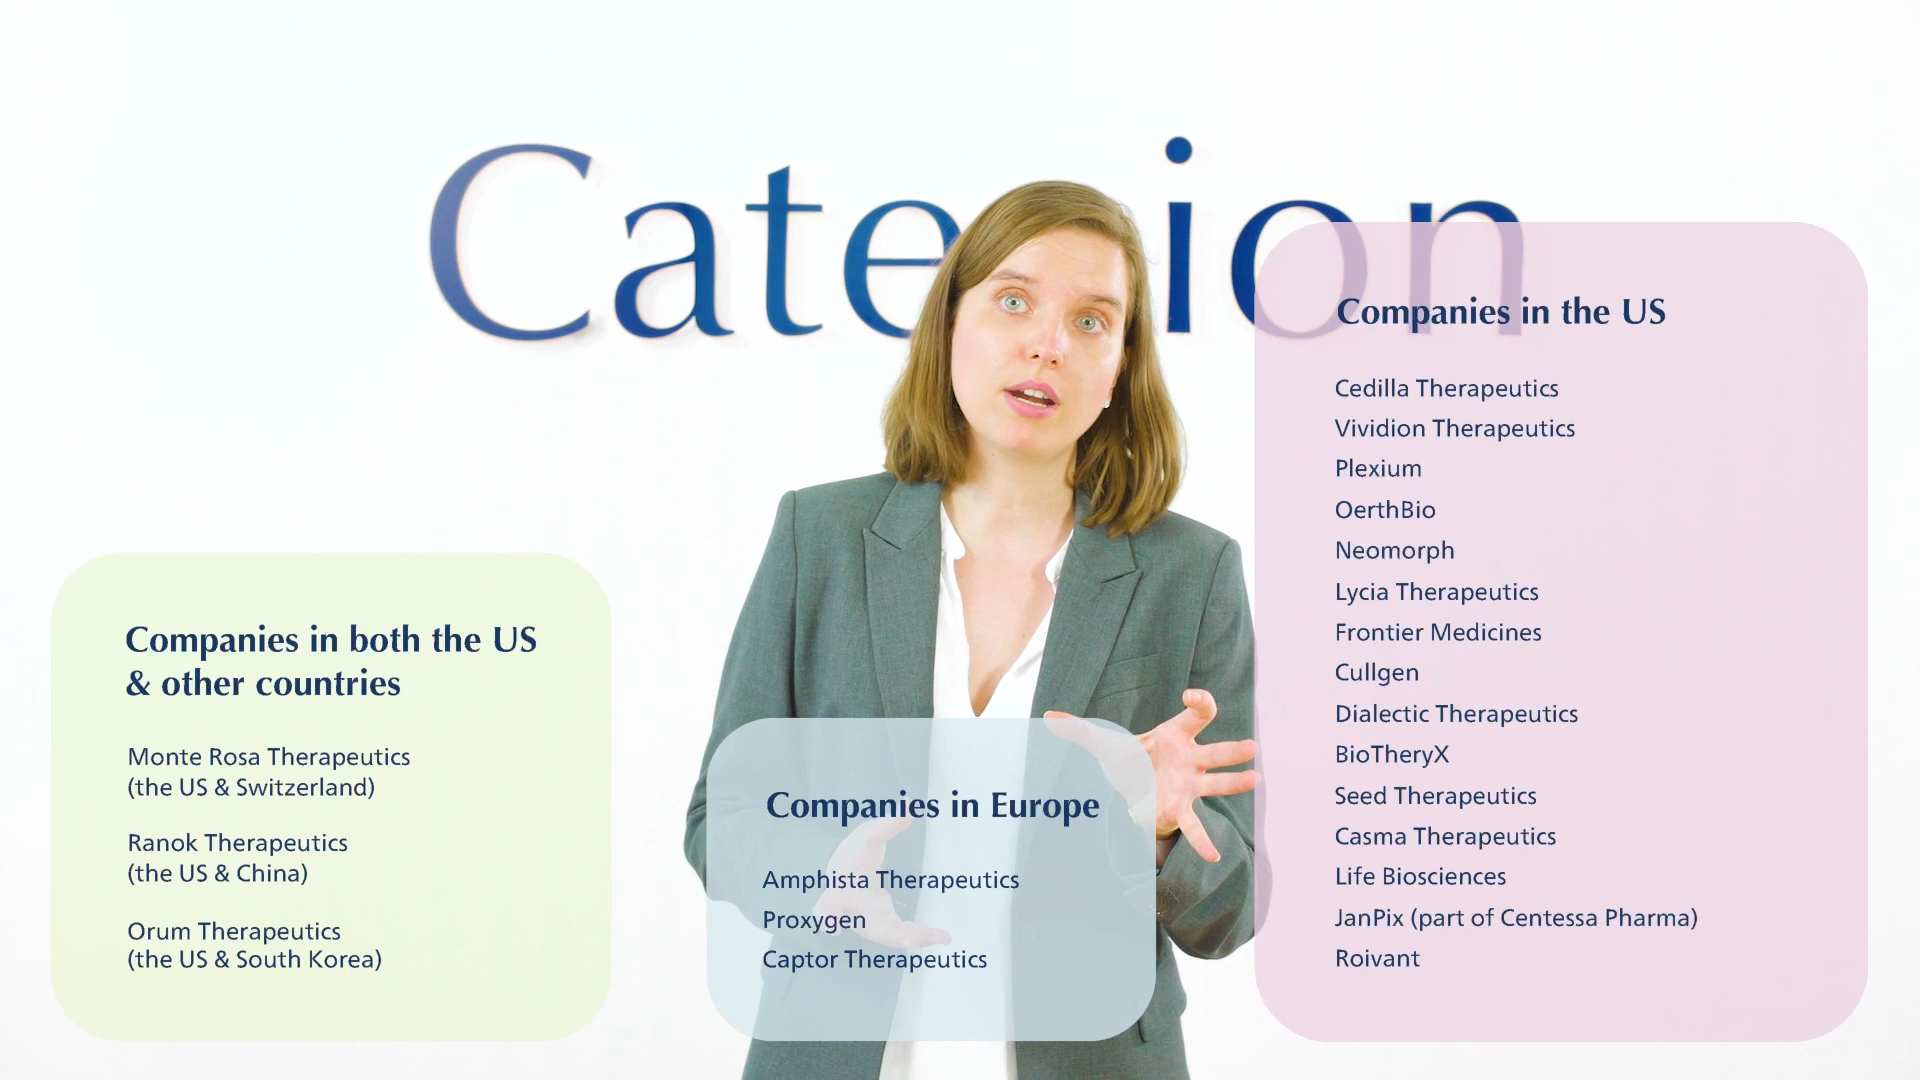 Cate ion
Companies in both the US
& other countries
Monte Rosa Therapeutics
(the US & Switzerland)
Ranok Therapeutics
(the US & China)
Orum Therapeutics
(the US & South Korea)
Companies in Europe
Amphista Therapeutics
Proxygen
Captor Therapeutics
Companies in the US
Cedilla Therapeutics
Vividion Therapeutics
Plexium
OerthBio
Neomorph
Lycia Therapeutics
Frontier Medicines
Cullgen
Dialectic Therapeutics
BioTheryX
Seed Therapeutics
Casma Therapeutics
Life Biosciences
JanPix (part of Centessa Pharma)
Roivant